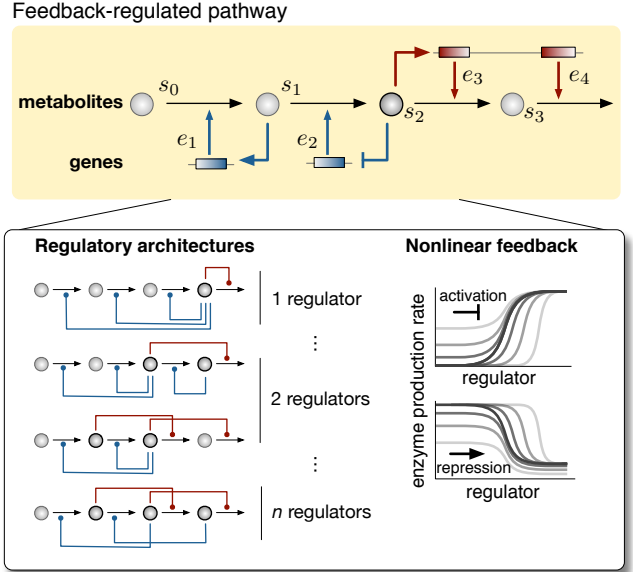 Feedback-regulated pathway
s₀ s₁ s₂ s₃
metabolites
e₁ e₂ e₃ e₄
genes
Regulatory architectures
1 regulator
⋮
2 regulators
⋮
n regulators
Nonlinear feedback
enzyme production rate
activation
regulator
repression
regulator